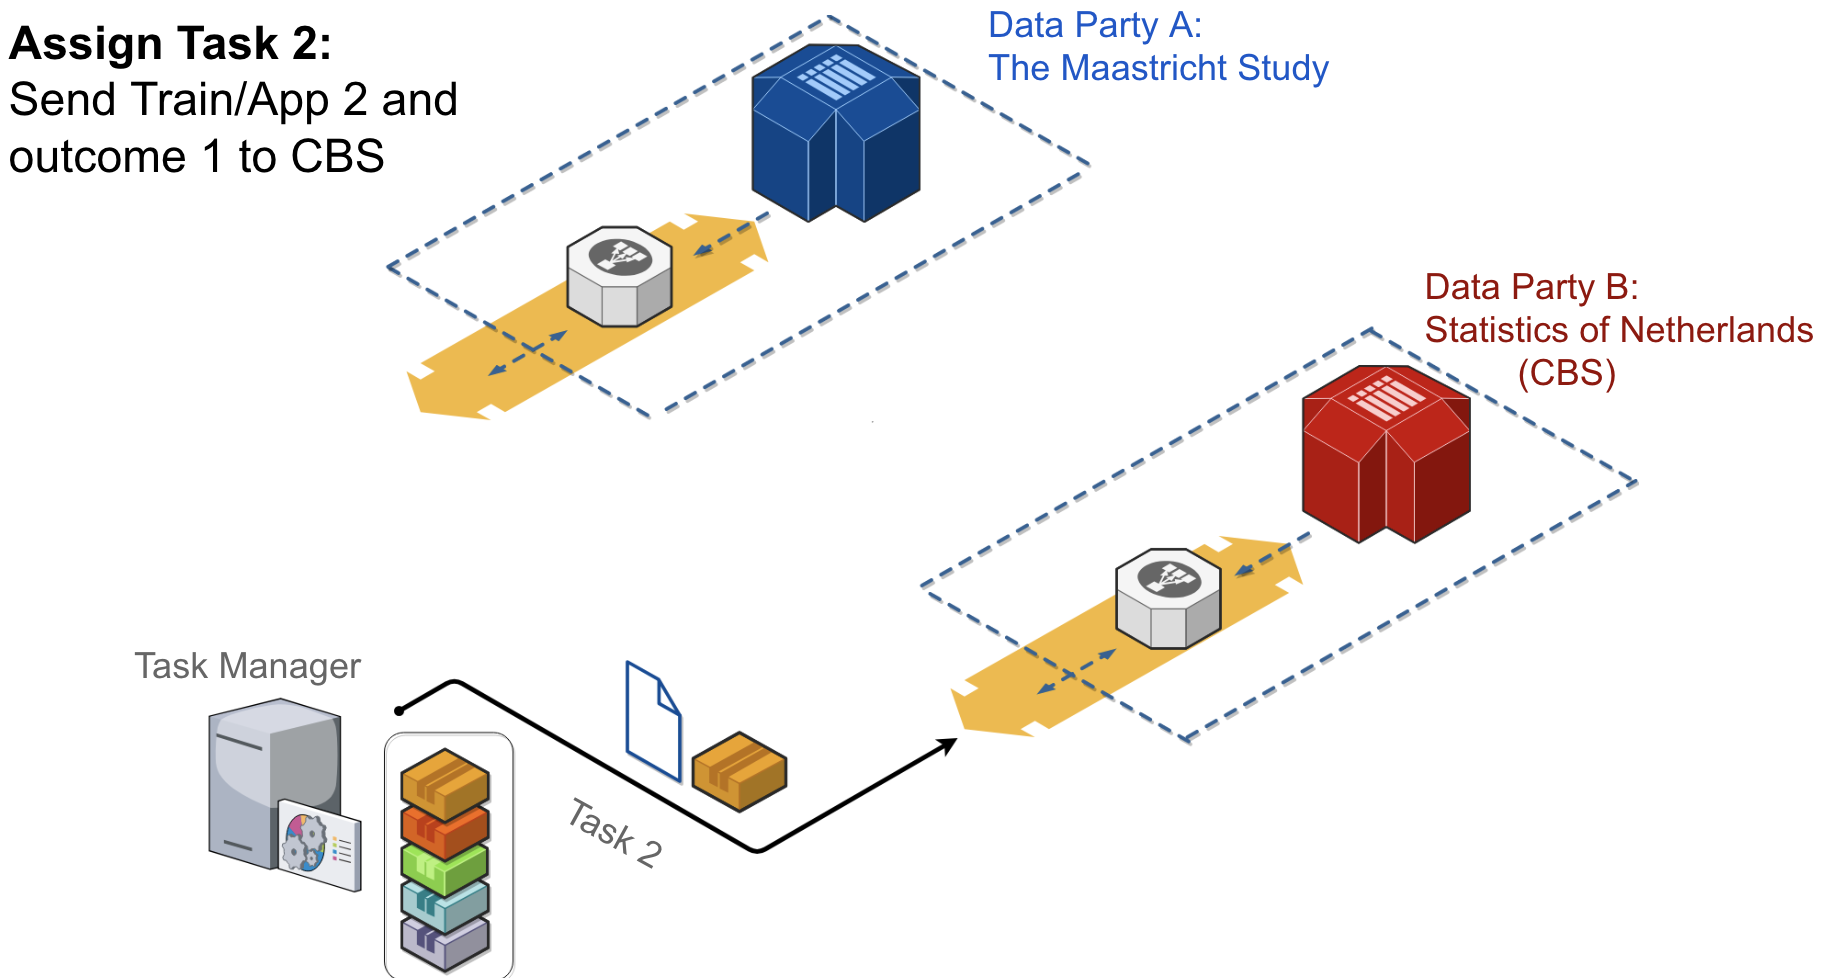 Assign Task 2:
Send Train/App 2 and
outcome 1 to CBS
Data Party A:
The Maastricht Study
Data Party B:
Statistics of Netherlands
(CBS)
Task Manager
Task 2